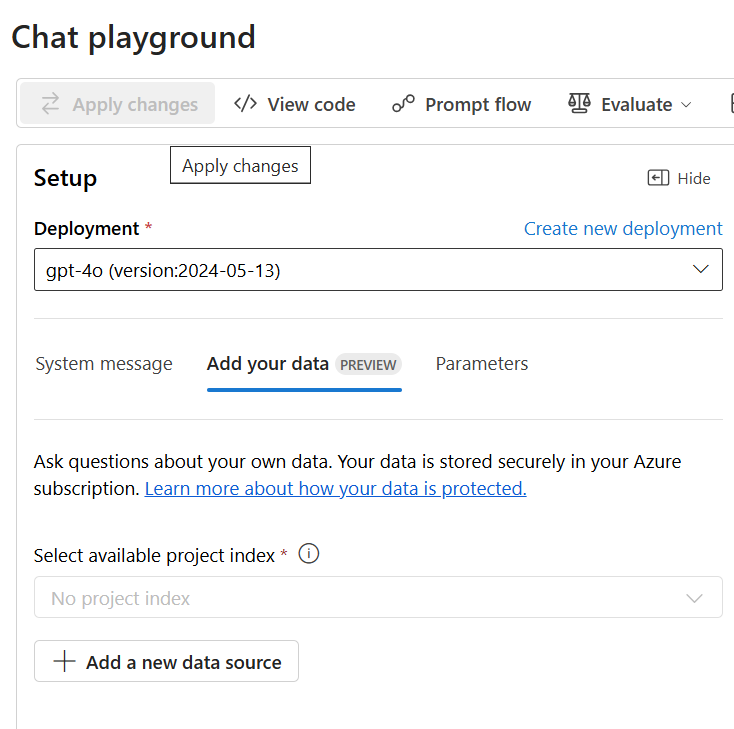 Chat playground
Apply changes View code Prompt flow Evaluate
Apply changes
Setup Hide
Deployment * Create new deployment
gpt-4o (version:2024-05-13)
System message Add your data PREVIEW Parameters
Ask questions about your own data. Your data is stored securely in your Azure
subscription. Learn more about how your data is protected.
Select available project index *
No project index
Add a new data source